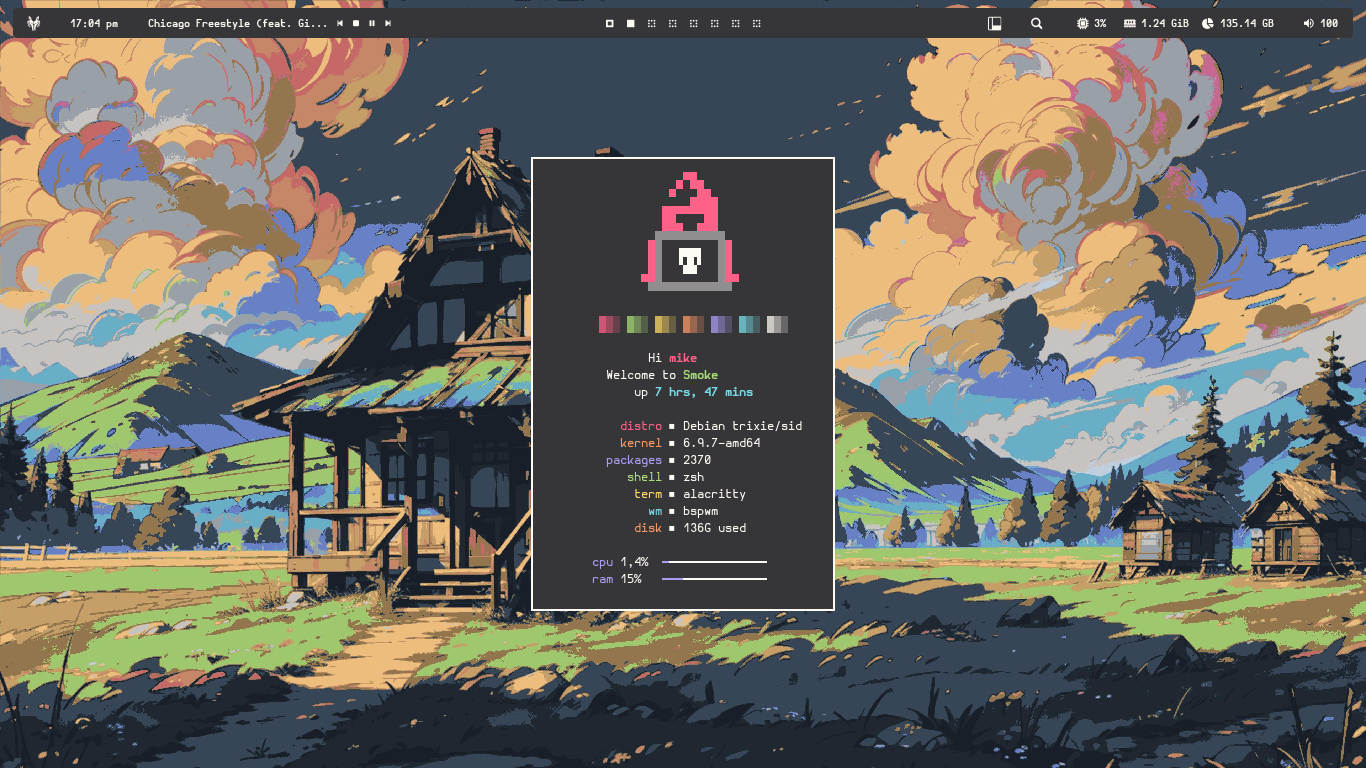 17:04 pm Chicago Freestyle (feat. Gi... 3% 1.24 GiB 135.14 GB 100
Hi mike
Welcome to Smoke
up 7 hrs, 47 mins
distro ▪ Debian trixie/sid
kernel ▪ 6.9.7-amd64
packages ▪ 2370
shell ▪ zsh
term ▪ alacritty
wm ▪ bspwm
disk ▪ 136G used
cpu 1,4%
ram 15%